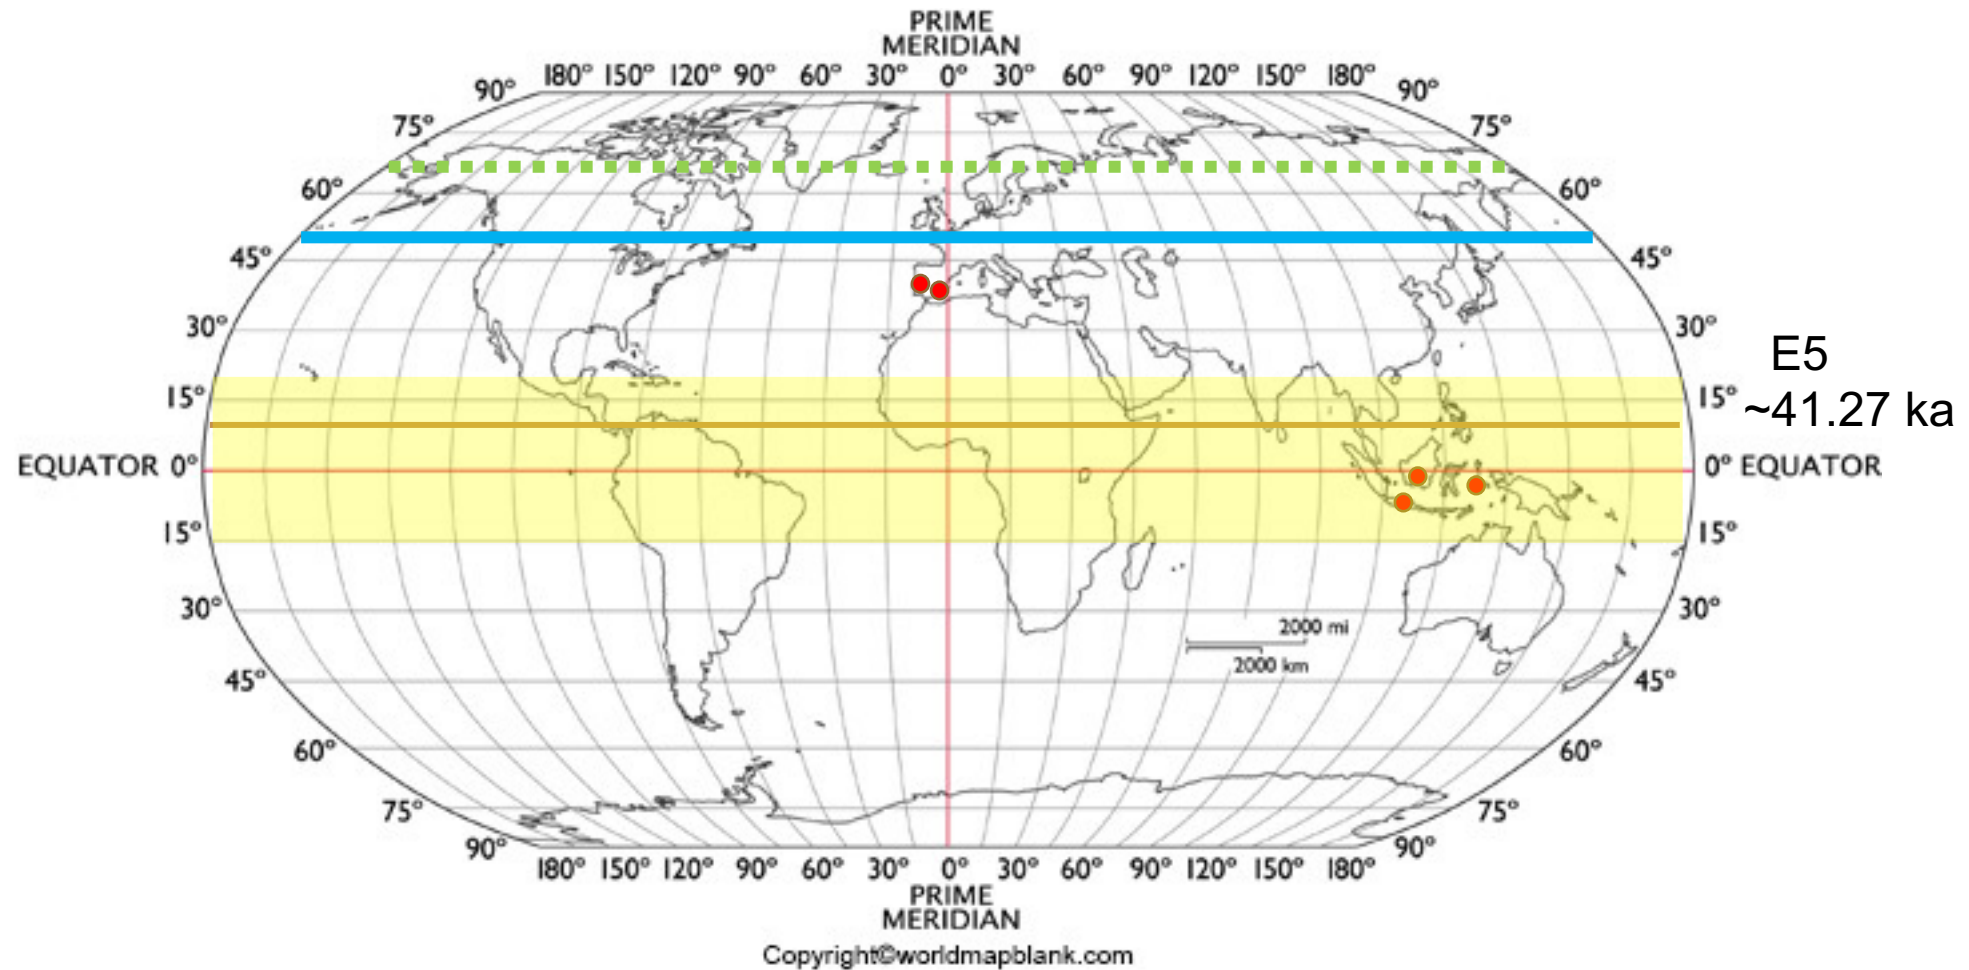 PRIME
MERIDIAN
180° 150° 120° 90° 60° 30° 0° 30° 60° 90° 120° 150° 180°
90° 90°
75° 75°
60° 60°
45° 45°
30° 30°
E5
15° 15° ~41.27 ka
EQUATOR 0° 0° EQUATOR
15° 15°
30° 30°
2000 mi
2000 km
45° 45°
60° 60°
75° 75°
90° 90°
180° 150° 120° 90° 60° 30° 0° 30° 60° 90° 120° 150° 180°
PRIME
MERIDIAN
Copyright©worldmapblank.com